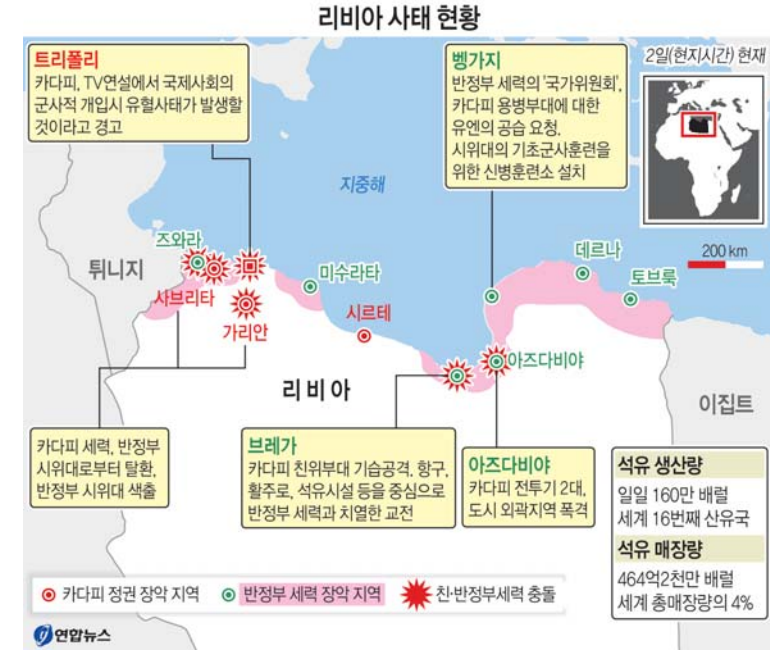 리비아 사태 현황
트리폴리
카다피, TV연설에서 국제사회의
군사적 개입시 유혈사태가 발생할
것이라고 경고
벵가지
반정부 세력의 '국가위원회',
카다피 용병부대에 대한
유엔의 공습 요청,
시위대의 기초군사훈련을
위한 신병훈련소 설치
2일(현지시간) 현재
지중해
200 km
튀니지
즈와라
사브리타
가리안
미수라타
시르테
데르나
토브룩
아즈다비야
리비아
이집트
카다피 세력, 반정부
시위대로부터 탈환,
반정부 시위대 색출
브레가
카다피 친위부대 기습공격, 항구,
활주로, 석유시설 등을 중심으로
반정부 세력과 치열한 교전
아즈다비야
카다피 전투기 2대,
도시 외곽지역 폭격
석유 생산량
일일 160만 배럴
세계 16번째 산유국
석유 매장량
464억2천만 배럴
세계 총매장량의 4%
카다피 정권 장악 지역
반정부 세력 장악 지역
친·반정부세력 충돌
연합뉴스